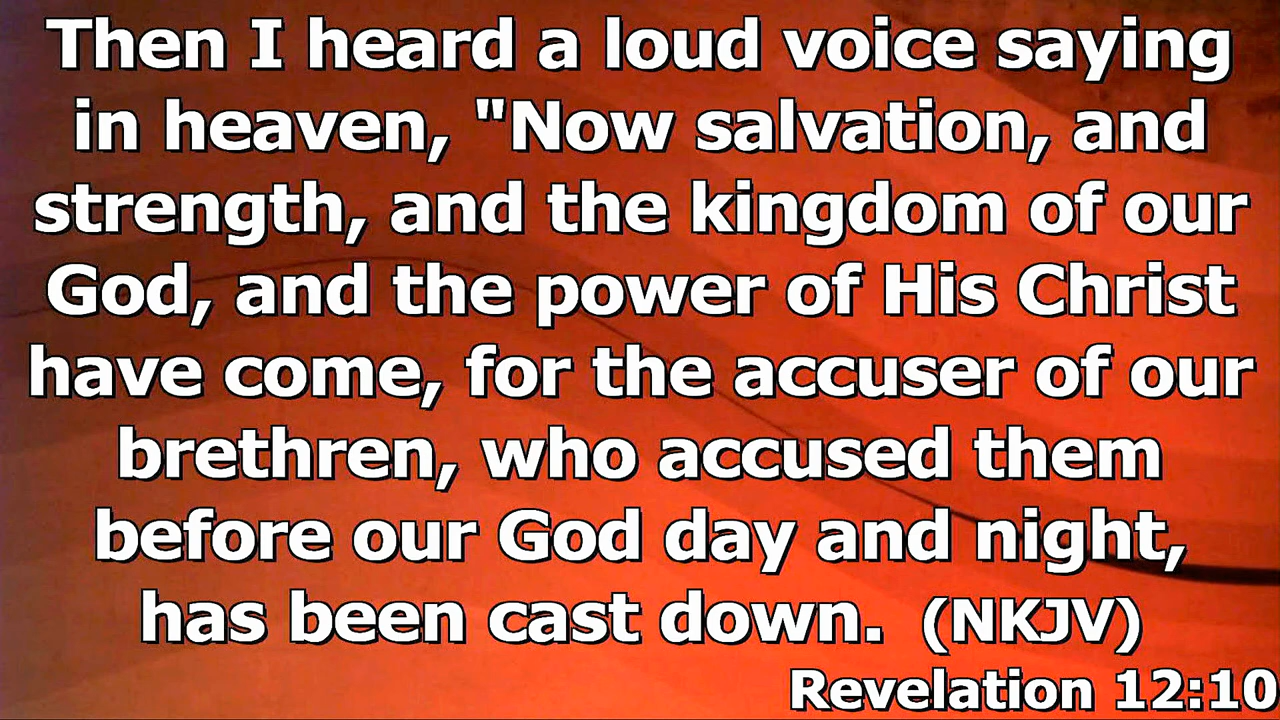 Then I heard a loud voice saying
in heaven, "Now salvation, and
strength, and the kingdom of our
God, and the power of His Christ
have come, for the accuser of our
brethren, who accused them
before our God day and night,
has been cast down. (NKJV)
Revelation 12:10